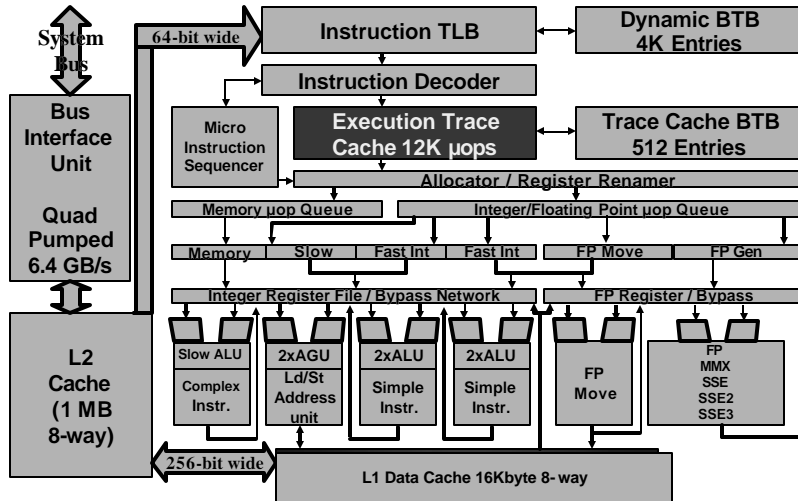 System
Bus
64-bit wide
Instruction TLB
Dynamic BTB
4K Entries
Instruction Decoder
Bus
Interface
Unit
Quad
Pumped
6.4 GB/s
Micro
Instruction
Sequencer
Execution Trace
Cache 12K µops
Trace Cache BTB
512 Entries
Allocator / Register Renamer
Memory µop Queue
Integer/Floating Point µop Queue
Memory
Slow
Fast Int
Fast Int
FP Move
FP Gen
Integer Register File / Bypass Network
FP Register / Bypass
L2
Cache
(1 MB
8-way)
Slow ALU
Complex
Instr.
2xAGU
Ld/St
Address
unit
2xALU
Simple
Instr.
2xALU
Simple
Instr.
FP
Move
FP
MMX
SSE
SSE2
SSE3
256-bit wide
L1 Data Cache 16Kbyte 8-way